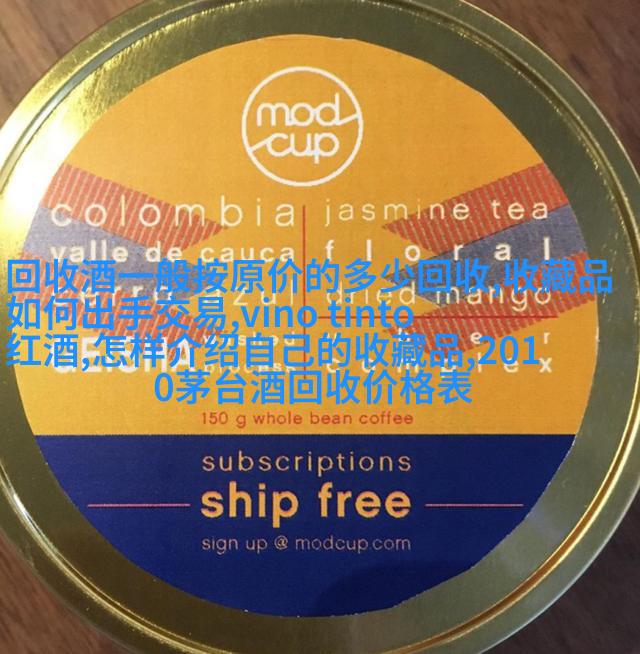 mod
cup
colombia jasmine tea
valle de cauca floral
回收酒一般按原价的多少回收,收藏品
dried mango
如何出手交易,vino tinto
红酒,怎样介绍自己的收藏品,201
0茅台酒回收价格表
150 g whole bean coffee
subscriptions
ship free
sign up @ modcup.com